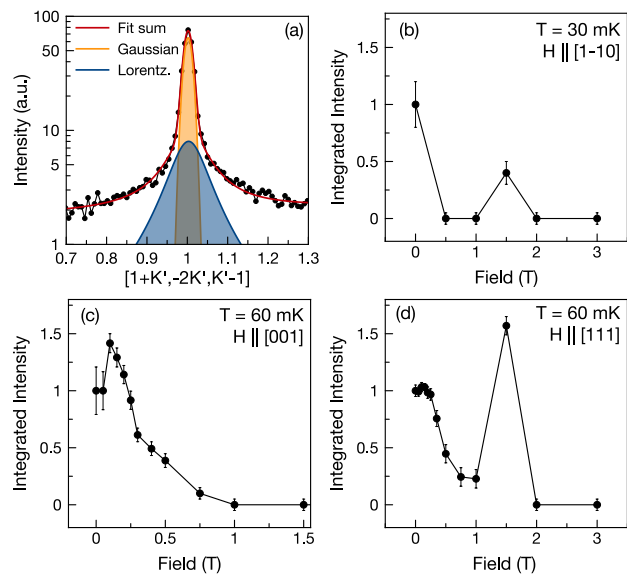 Fit sum
Gaussian
Lorentz.
(a)
100
50
10
5
1
Intensity (a.u.)
0.7 0.8 0.9 1 1.1 1.2 1.3
[1+K',-2K',K'-1]
(b)
T = 30 mK
H || [1-10]
1.5
1
0.5
0
Integrated Intensity
0 1 2 3
Field (T)
(c)
T = 60 mK
H || [001]
1.5
1
0.5
0
Integrated Intensity
0 0.5 1 1.5
Field (T)
(d)
T = 60 mK
H || [111]
1.5
1
0.5
0
Integrated Intensity
0 1 2 3
Field (T)